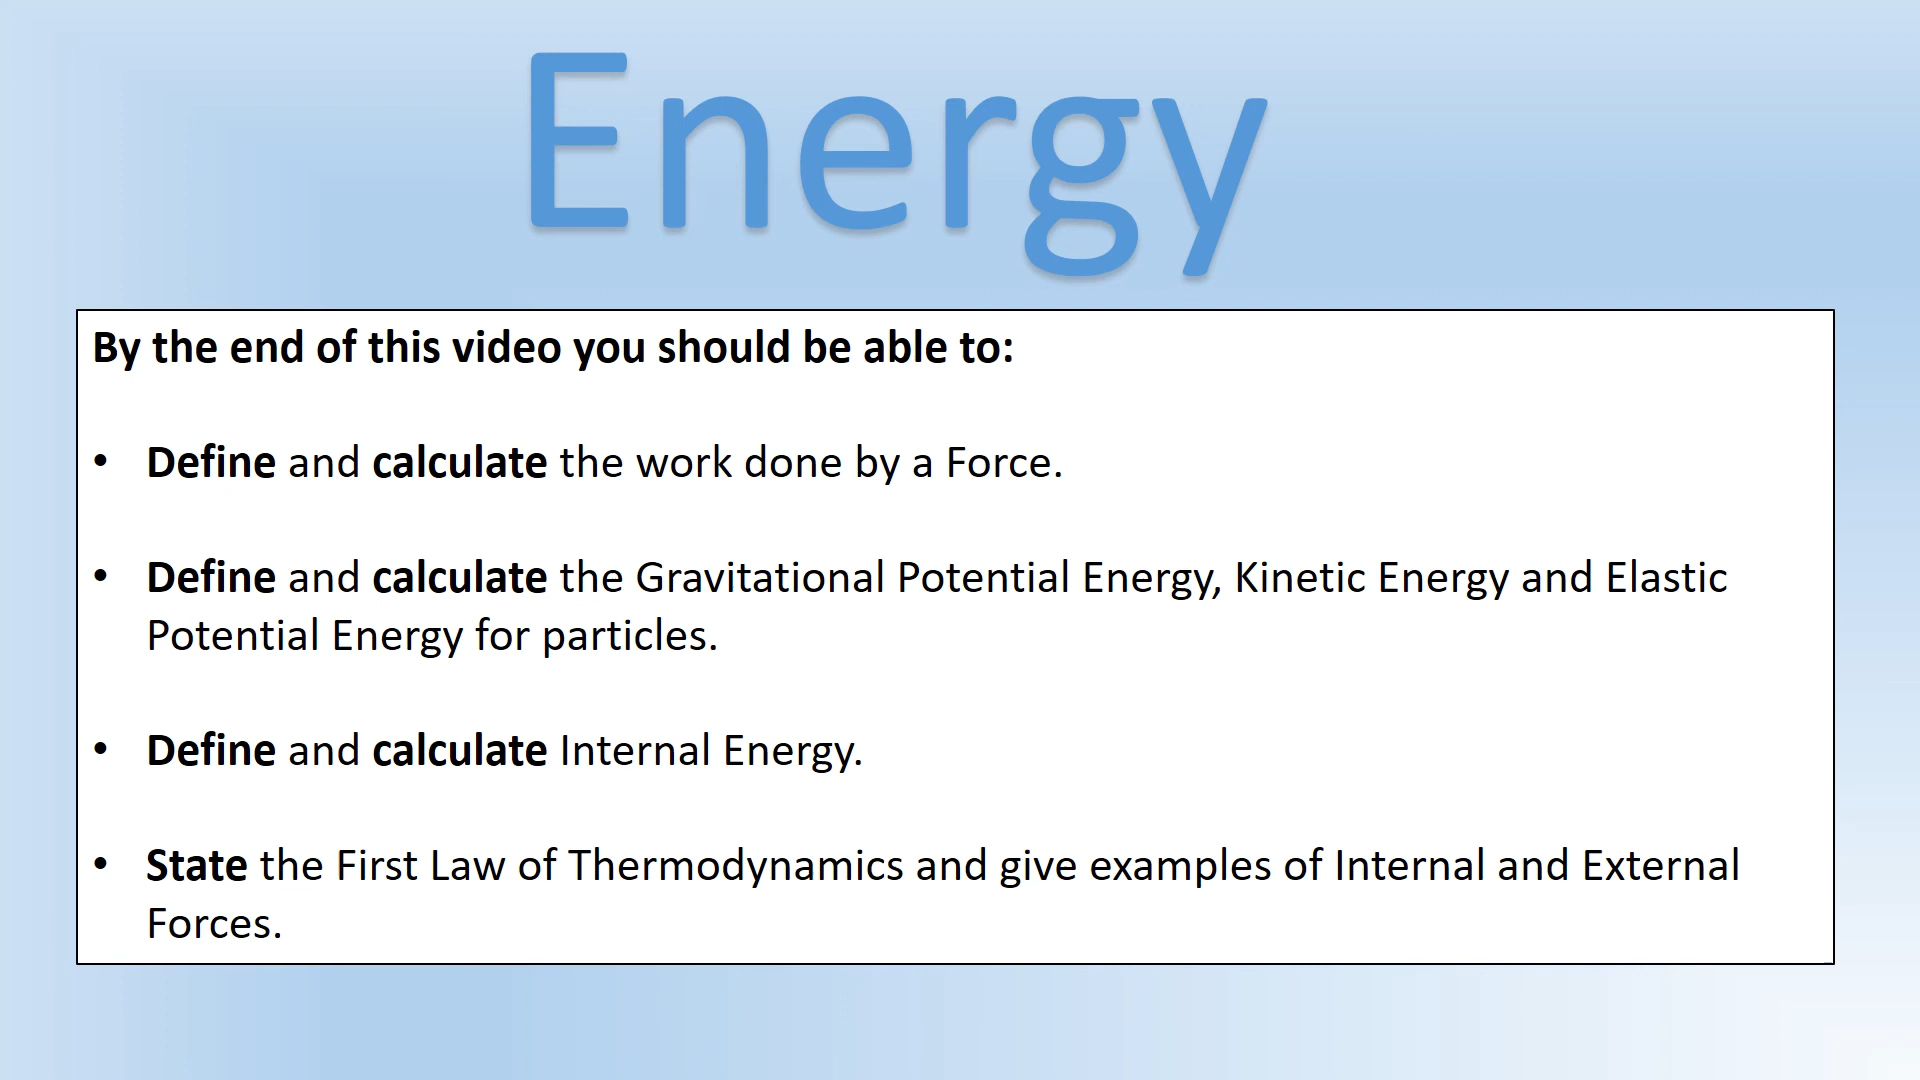 Energy
By the end of this video you should be able to:
• Define and calculate the work done by a Force.
• Define and calculate the Gravitational Potential Energy, Kinetic Energy and Elastic
Potential Energy for particles.
• Define and calculate Internal Energy.
• State the First Law of Thermodynamics and give examples of Internal and External
Forces.